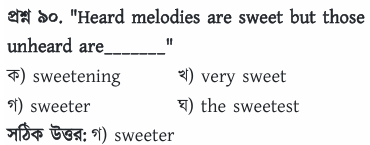 প্রশ্ন ৯০. "Heard melodies are sweet but those
unheard are_______"
ক) sweetening খ) very sweet
গ) sweeter ঘ) the sweetest
সঠিক উত্তর: গ) sweeter